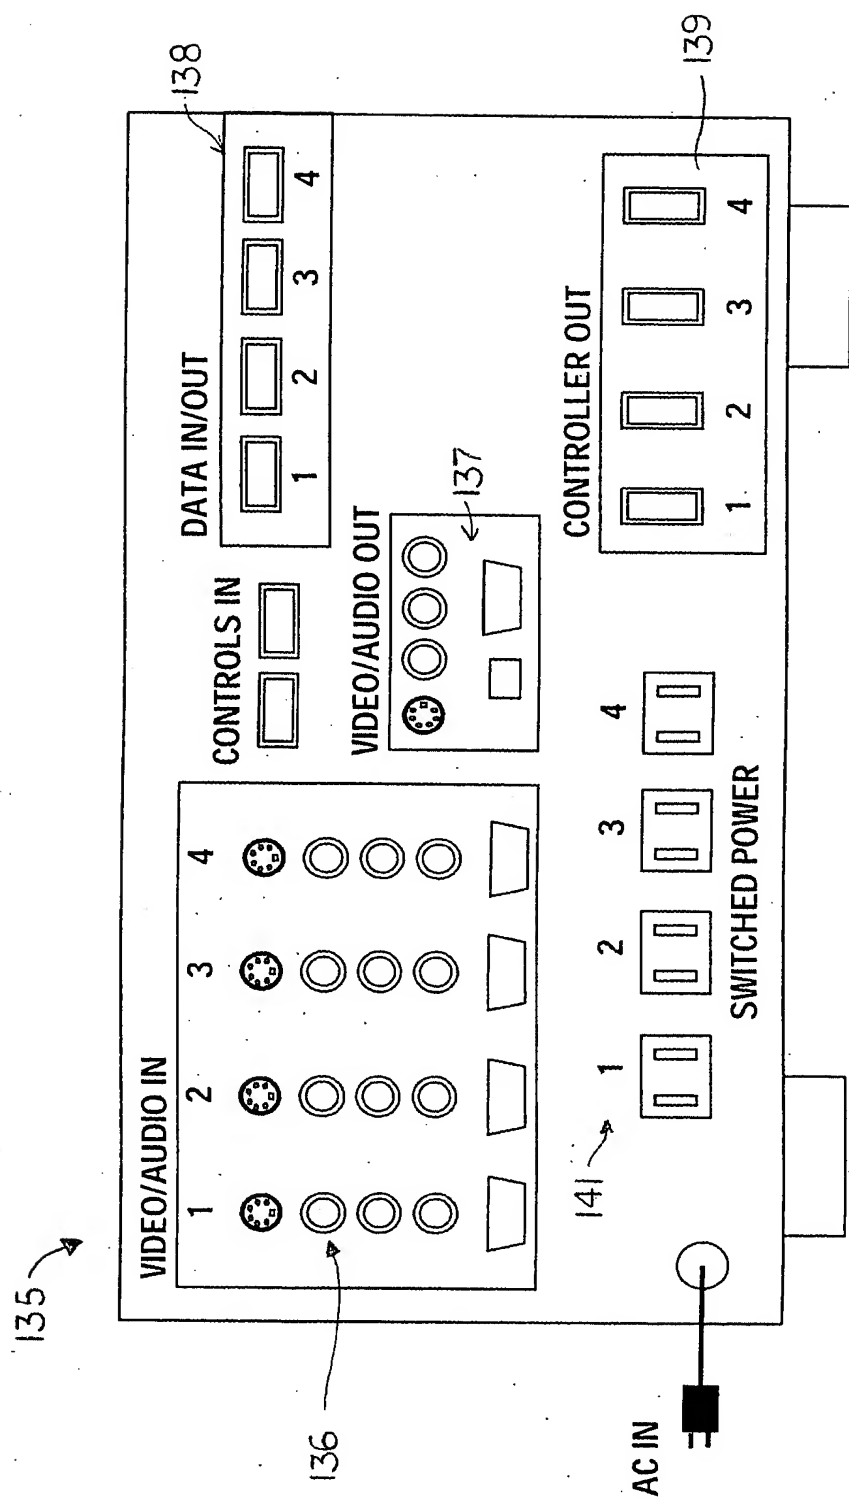 135
138
VIDEO/AUDIO IN
CONTROLS IN
DATA IN/OUT
1 2 3 4
1 2 3 4
136
VIDEO/AUDIO OUT
137
141
1 2 3 4
SWITCHED POWER
CONTROLLER OUT
1 2 3 4
139
AC IN